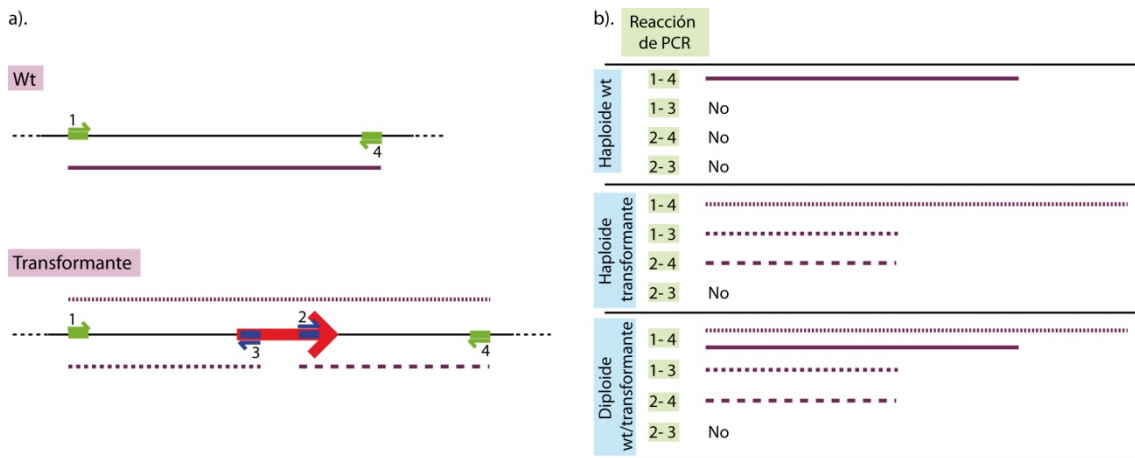 a).
Wt
1
4
Transformante
1
2
3
4
b).
Reacción
de PCR
Haploide wt
1- 4
1- 3 No
2- 4 No
2- 3 No
Haploide
transformante
1- 4
1- 3
2- 4
2- 3 No
Diploide
wt/transformante
1- 4
1- 3
2- 4
2- 3 No